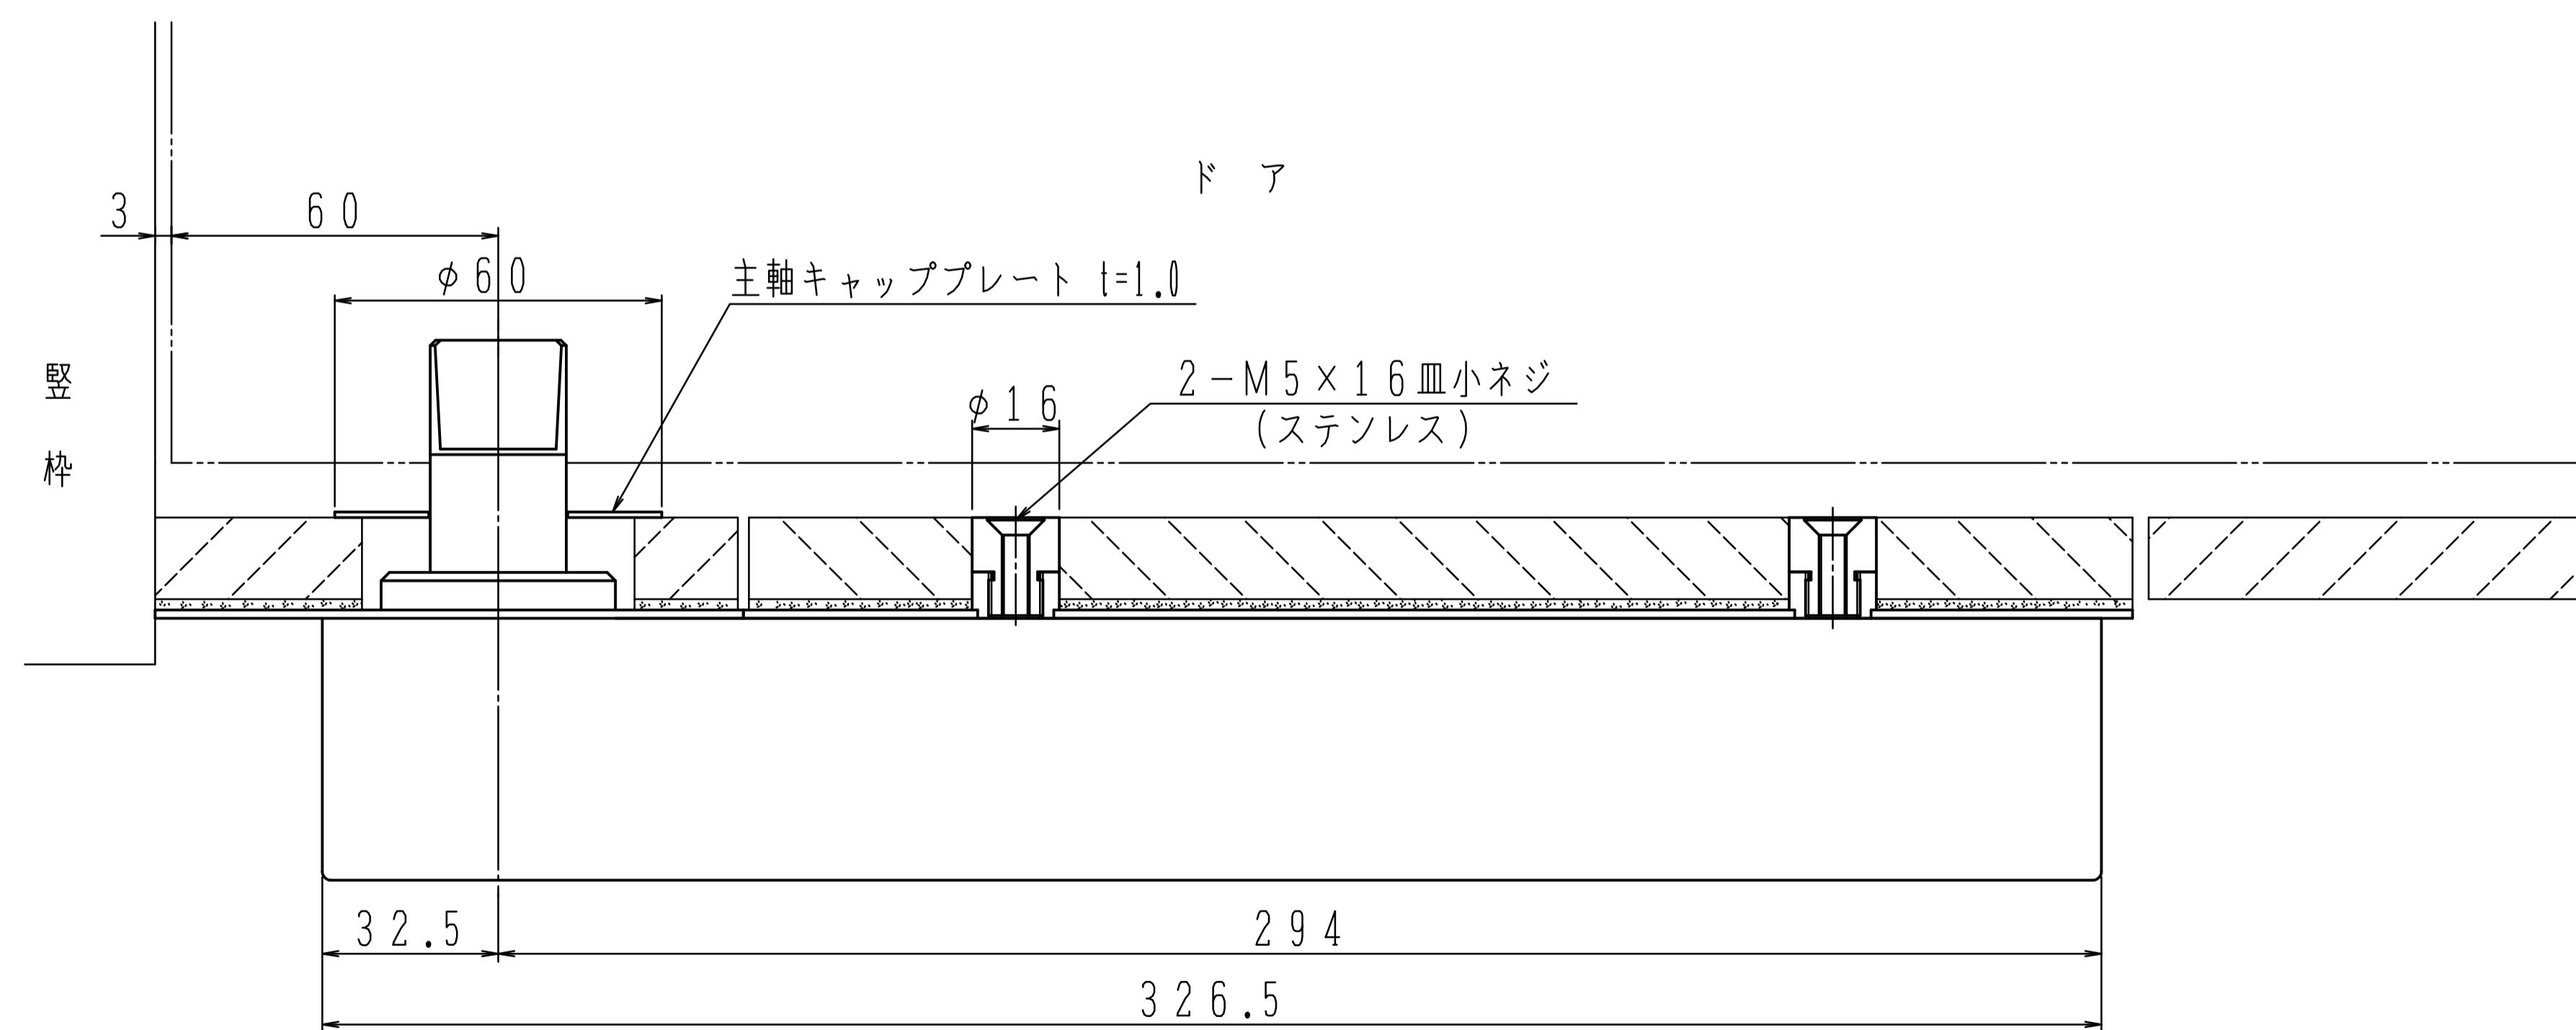 ドア
3
60
φ60
主軸キャッププレート t=1.0
竪枠
2-M5×16皿小ネジ
(ステンレス)
φ16
32.5
294
326.5